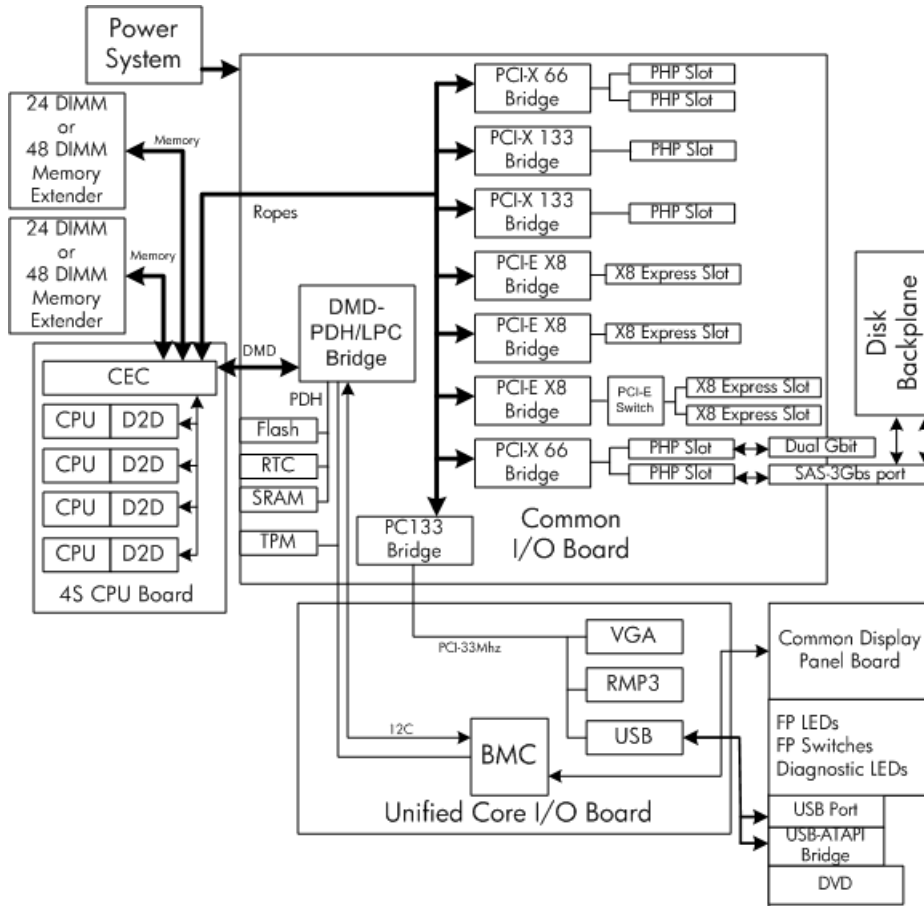 Power
System
24 DIMM
or
48 DIMM
Memory
Extender
Memory
24 DIMM
or
48 DIMM
Memory
Extender
Memory
Ropes
PCI-X 66
Bridge
PHP Slot
PHP Slot
PCI-X 133
Bridge
PHP Slot
PCI-X 133
Bridge
PHP Slot
PCI-E X8
Bridge
X8 Express Slot
PCI-E X8
Bridge
X8 Express Slot
PCI-E X8
Bridge
PCI-E
Switch
X8 Express Slot
X8 Express Slot
PCI-X 66
Bridge
PHP Slot
PHP Slot
Dual Gbit
SAS-3Gbs port
Disk
Backplane
DMD-
PDH/LPC
Bridge
DMD
PDH
CEC
CPU D2D
CPU D2D
CPU D2D
CPU D2D
4S CPU Board
Flash
RTC
SRAM
TPM
PC133
Bridge
Common
I/O Board
PCI-33Mhz
VGA
RMP3
USB
I2C
BMC
Unified Core I/O Board
Common Display
Panel Board
FP LEDs
FP Switches
Diagnostic LEDs
USB Port
USB-ATAPI
Bridge
DVD